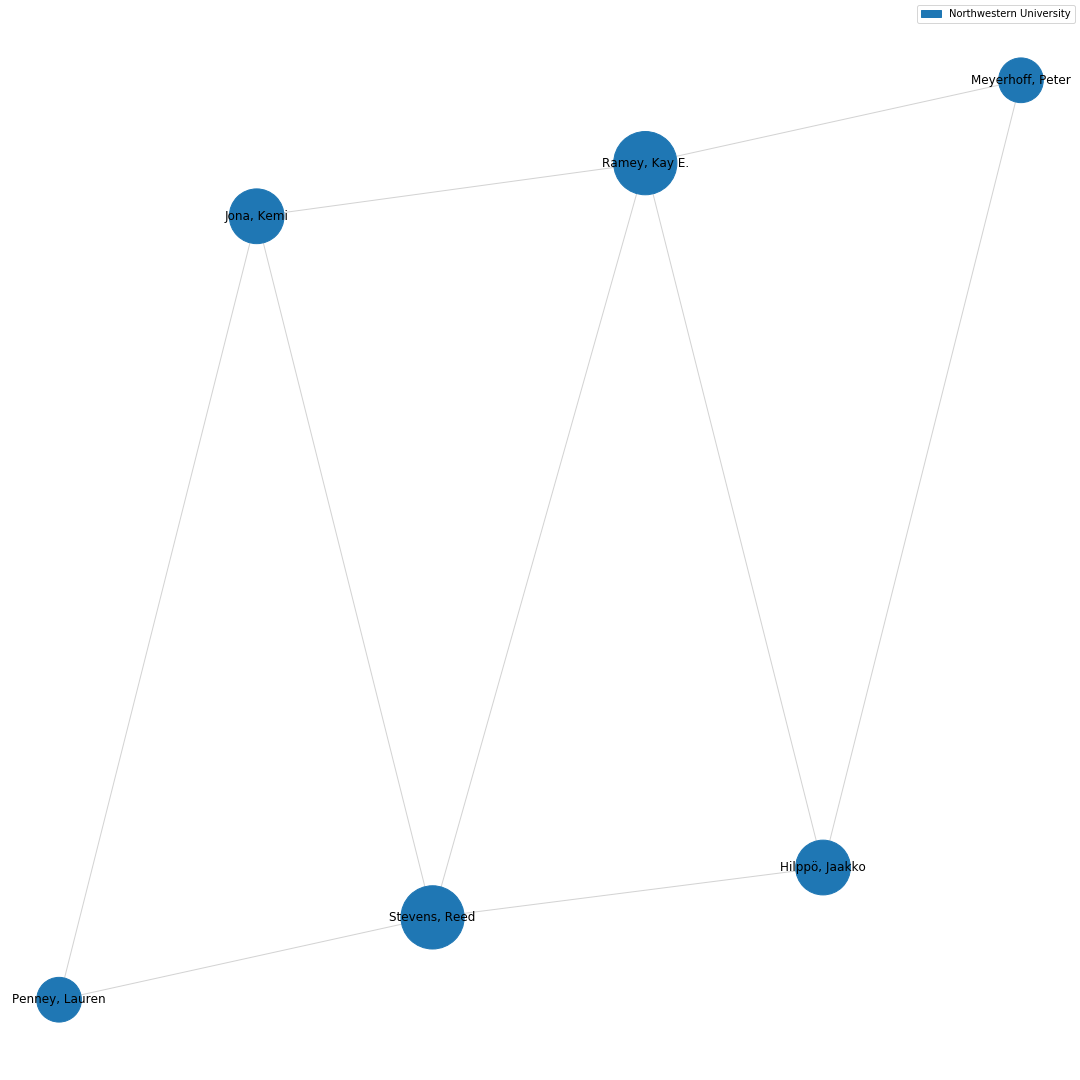 Northwestern University
Meyerhoff, Peter
Ramey, Kay E.
Jona, Kemi
Hilppö, Jaakko
Stevens, Reed
Penney, Lauren